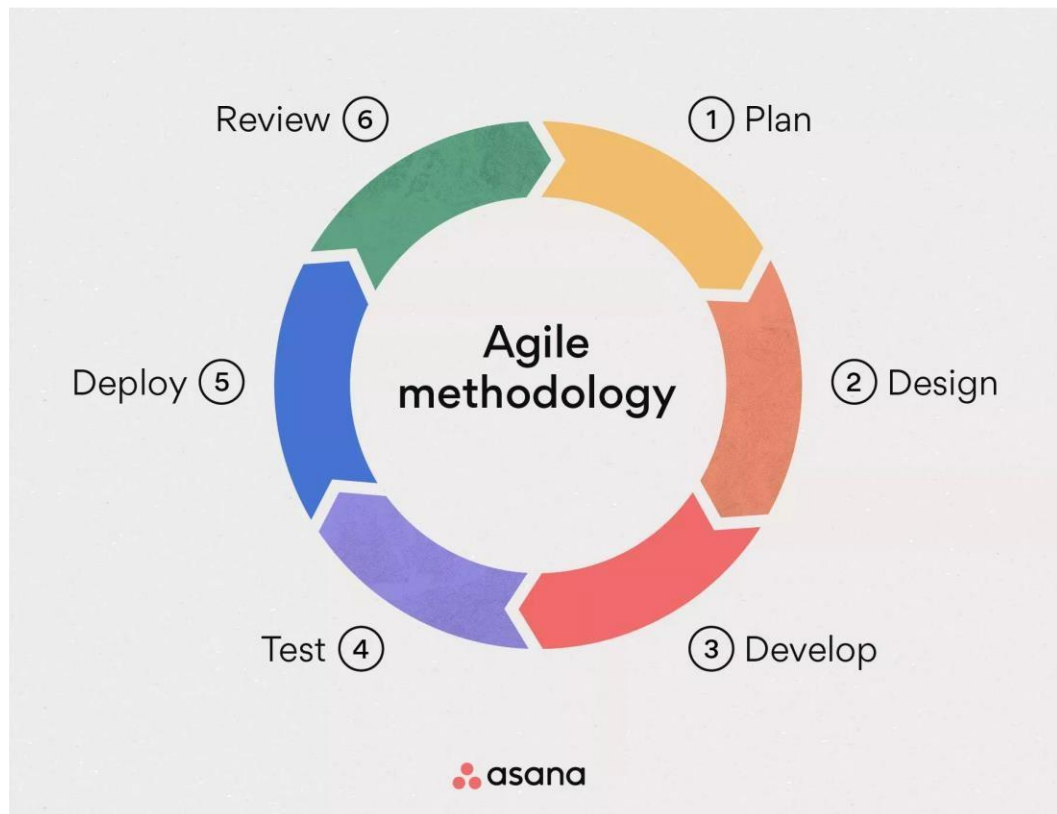 Agile
methodology
1 Plan
2 Design
3 Develop
Test 4
Deploy 5
Review 6
asana